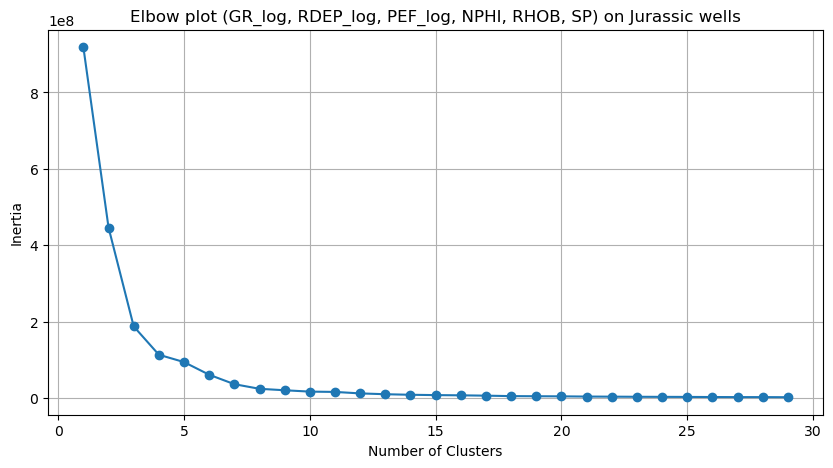 Elbow plot (GR_log, RDEP_log, PEF_log, NPHI, RHOB, SP) on Jurassic wells
1e8
8
6
4
2
0
Inertia
0 5 10 15 20 25 30
Number of Clusters